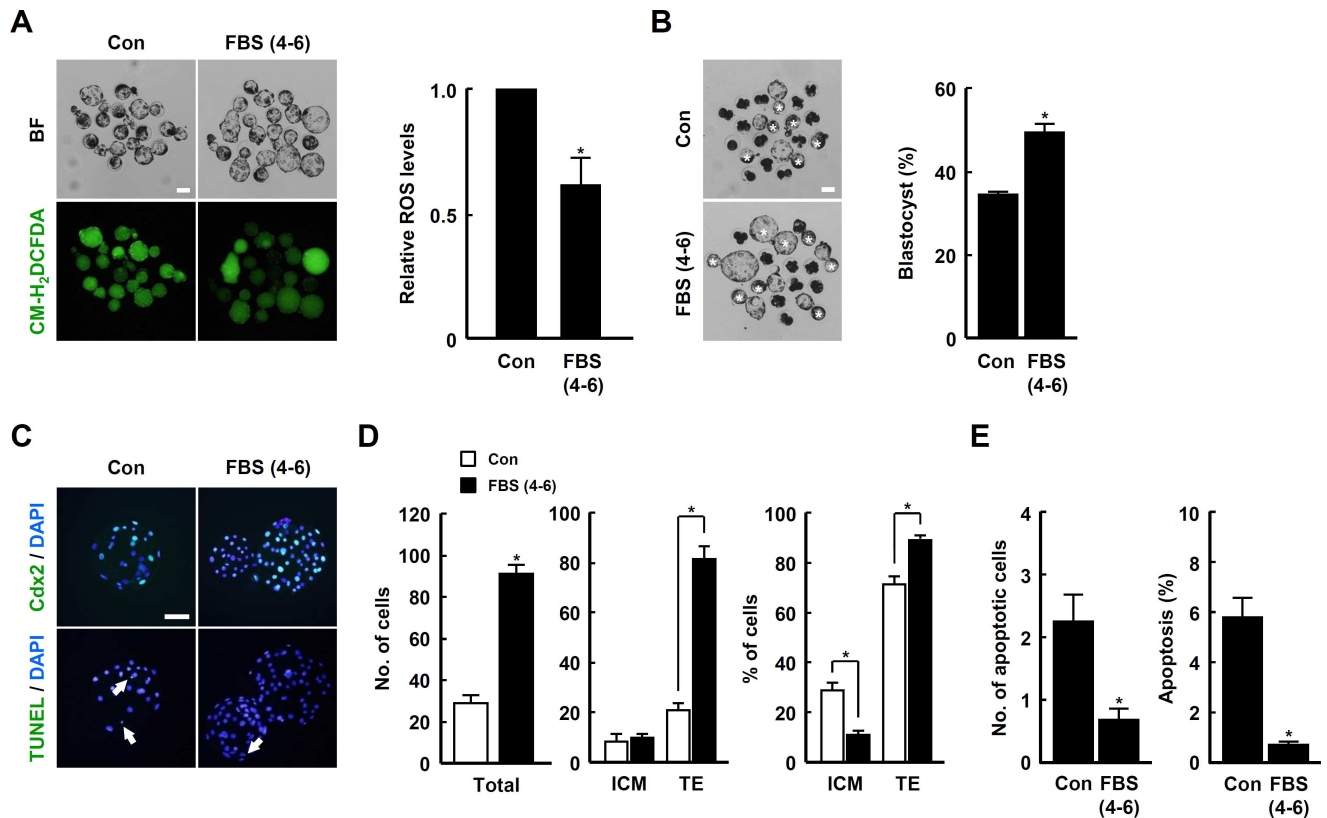 A
Con
FBS (4-6)
BF
CM-H₂DCFDA
Relative ROS levels
1.0
0.5
0
*
Con
FBS
(4-6)
B
Con
FBS (4-6)
* * * * * *
* * * * * * * *
Blastocyst (%)
60
40
20
0
*
Con
FBS
(4-6)
C
Con
FBS (4-6)
Cdx2 / DAPI
TUNEL / DAPI
D
Con
FBS (4-6)
No. of cells
120
100
80
60
40
20
0
*
Total
100
80
60
40
20
0
*
ICM
TE
% of cells
100
80
60
40
20
0
*
*
ICM
TE
E
No. of apoptotic cells
4
3
2
1
0
*
Con
FBS
(4-6)
Apoptosis (%)
10
8
6
4
2
0
*
Con
FBS
(4-6)